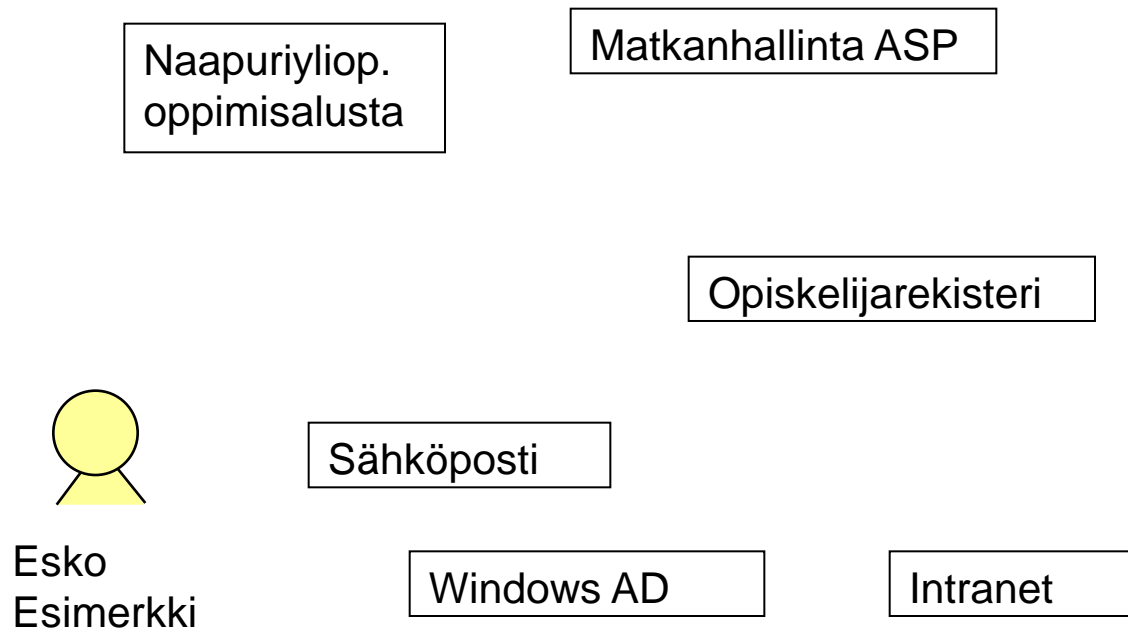 Naapuriyliop.
oppimisalusta
Matkanhallinta ASP
Opiskelijarekisteri
Sähköposti
Esko
Esimerkki
Windows AD
Intranet